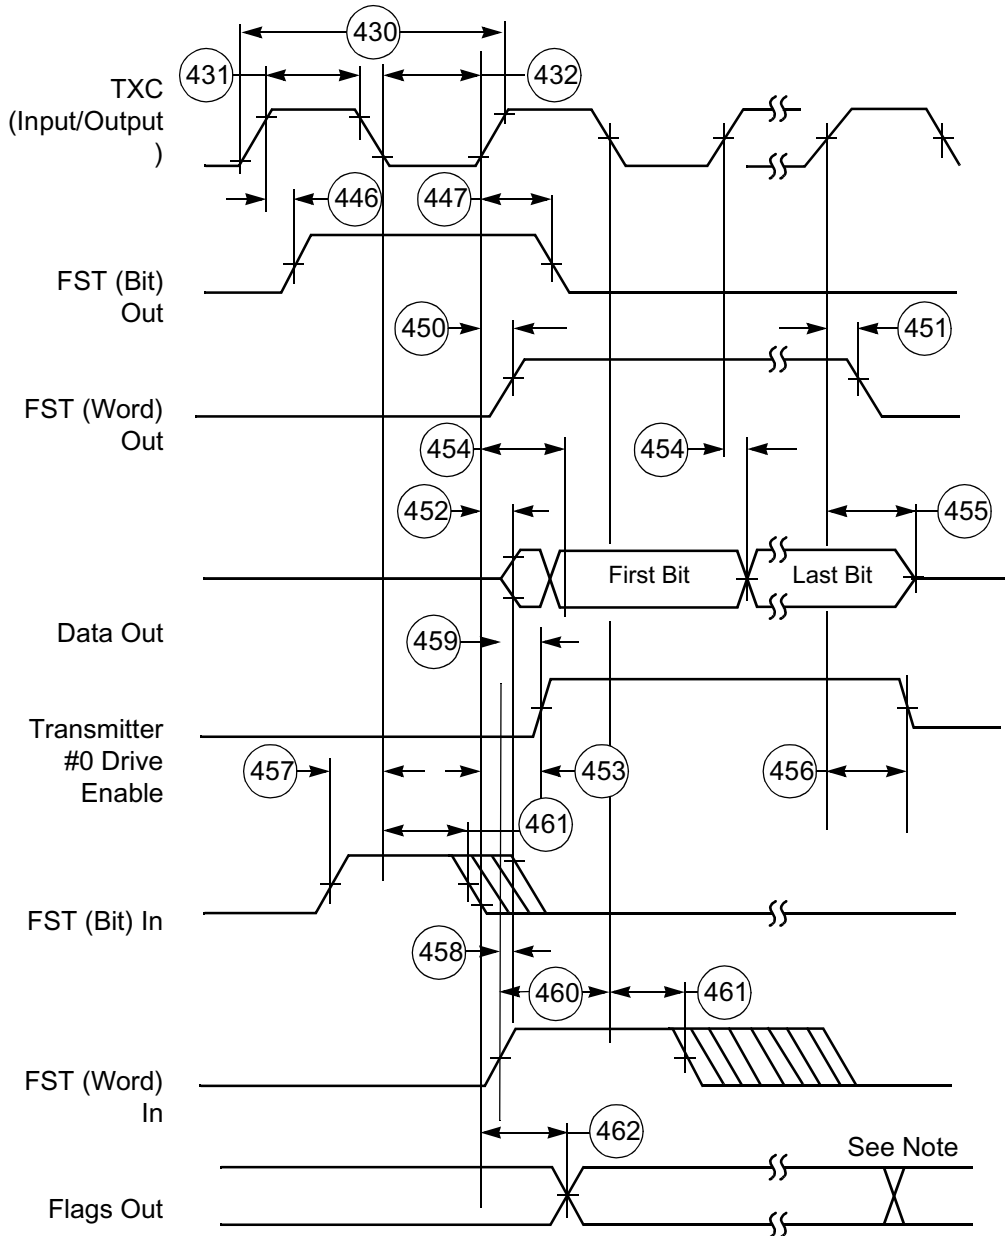 430
431
432
TXC
(Input/Output
)
446
447
FST (Bit)
Out
450
451
FST (Word)
Out
454
454
452
455
First Bit
Last Bit
Data Out
459
Transmitter
#0 Drive
Enable
457
453
456
461
FST (Bit) In
458
460
461
FST (Word)
In
462
See Note
Flags Out